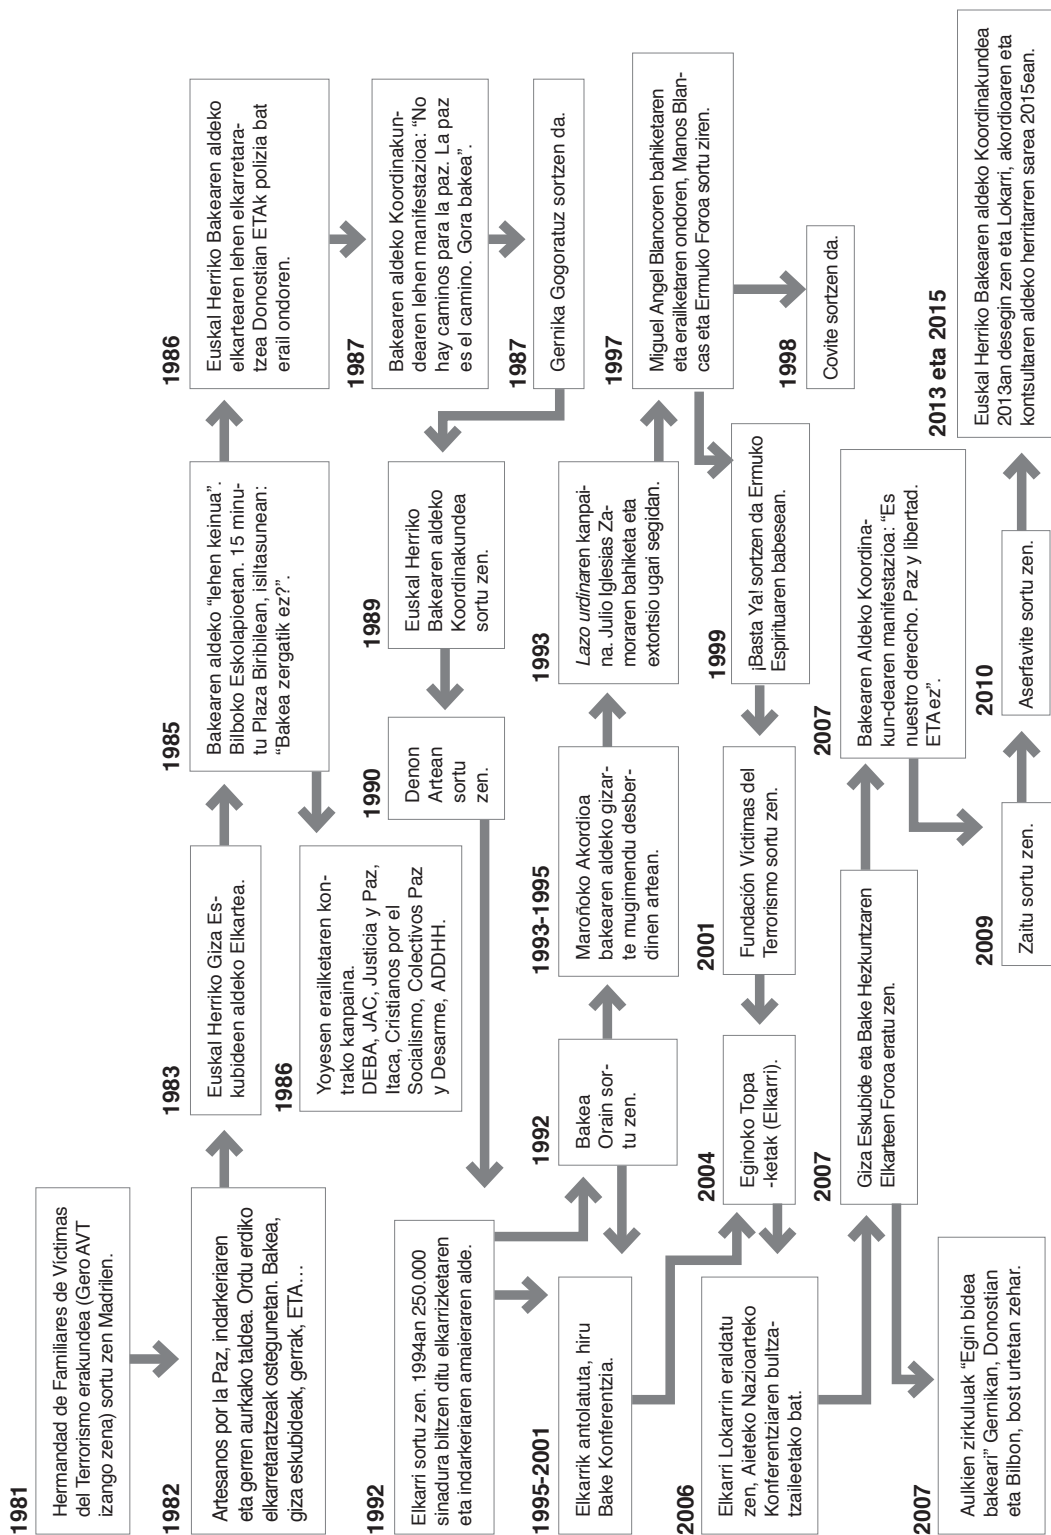 1981
Hermandad de Familiares de Víctimas
del Terrorismo erakundea (Gero AVT
izango zena) sortu zen Madrilen.
1982
Artesanos por la Paz, indarkeriaren
eta gerren aurkako taldea. Ordu erdiko
elkarretaratzeak ostegunetan. Bakea,
giza eskubideak, gerrak, ETA…
1983
Euskal Herriko Giza Es-
kubideen aldeko Elkartea.
1985
Bakearen aldeko “lehen keinua”.
Bilboko Eskolapioetan. 15 minu-
tu Plaza Biribilean, isiltasunean:
“Bakea zergatik ez?”.
1986
Euskal Herriko Bakearen aldeko
elkartearen lehen elkarretara-
tzea Donostian ETAk polizia bat
erail ondoren.
1986
Yoyesen erailketaren kon-
trako kanpaina.
DEBA, JAC, Justicia y Paz,
Itaca, Cristianos por el
Socialismo, Colectivos Paz
y Desarme, ADDHH.
1987
Bakearen aldeko Koordinakun-
dearen lehen manifestazioa: “No
hay caminos para la paz. La paz
es el camino. Gora bakea”.
1987
Gernika Gogoratuz sortzen da.
1989
Euskal Herriko
Bakearen aldeko
Koordinakundea
sortu zen.
1990
Denon
Artean
sortu
zen.
1992
Elkarri sortu zen. 1994an 250.000
sinadura biltzen ditu elkarrizketaren
eta indarkeriaren amaieraren alde.
1992
Bakea
Orain sor-
tu zen.
1993-1995
Maroñoko Akordioa
bakearen aldeko gizar-
te mugimendu desber-
dinen artean.
1993
Lazo urdinaren kanpai-
na. Julio Iglesias Za-
moraren bahiketa eta
extortsio ugari segidan.
1997
Miguel Angel Blancoren bahiketaren
eta erailketaren ondoren, Manos Blan-
cas eta Ermuko Foroa sortu ziren.
1998
Covite sortzen da.
1995-2001
Elkarrik antolatuta, hiru
Bake Konferentzia.
2004
Eginoko Topa
-ketak (Elkarri).
2001
Fundación Víctimas del
Terrorismo sortu zen.
1999
¡Basta Ya! sortzen da Ermuko
Espirituaren babesean.
2006
Elkarri Lokarrin eraldatu
zen, Aieteko Nazioarteko
Konferentziaren bultza-
tzaileetako bat.
2007
Giza Eskubide eta Bake Hezkuntzaren
Elkarteen Foroa eratu zen.
2007
Bakearen Aldeko Koordina-
kun-dearen manifestazioa: “Es
nuestro derecho. Paz y libertad.
ETA ez”.
2007
Aulkien zirkuluak “Egin bidea
bakeari” Gernikan, Donostian
eta Bilbon, bost urtetan zehar.
2009
Zaitu sortu zen.
2010
Aserfavite sortu zen.
2013 eta 2015
Euskal Herriko Bakearen aldeko Koordinakundea
2013an desegin zen eta Lokarri, akordioaren eta
kontsultaren aldeko herritarren sarea 2015ean.